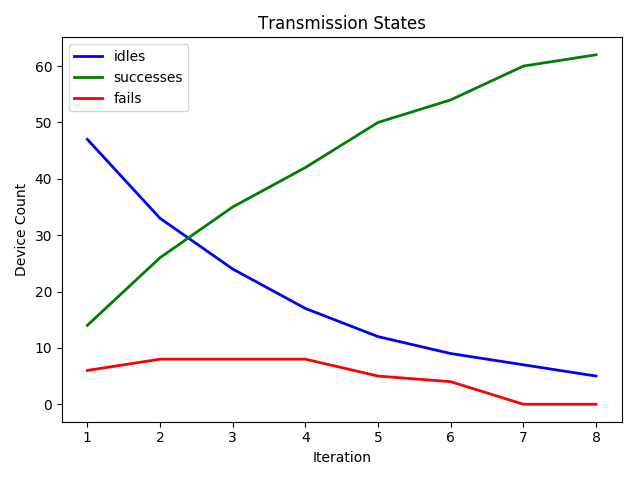 Transmission States
idles
successes
fails
60
50
40
30
20
10
0
Device Count
1 2 3 4 5 6 7 8
Iteration